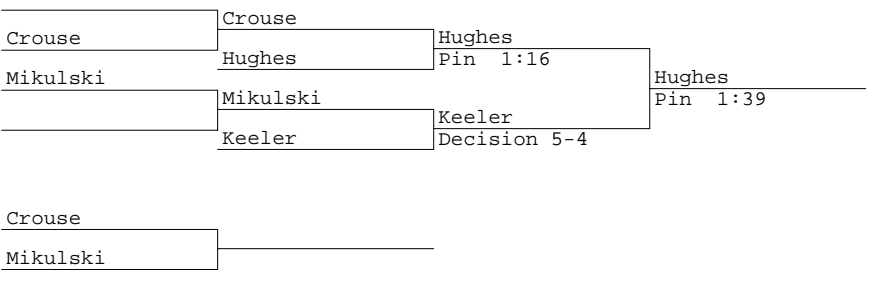 Crouse
Crouse
Hughes
Hughes
Pin 1:16
Mikulski
Hughes
Pin 1:39
Mikulski
Keeler
Keeler
Decision 5-4
Crouse
Mikulski